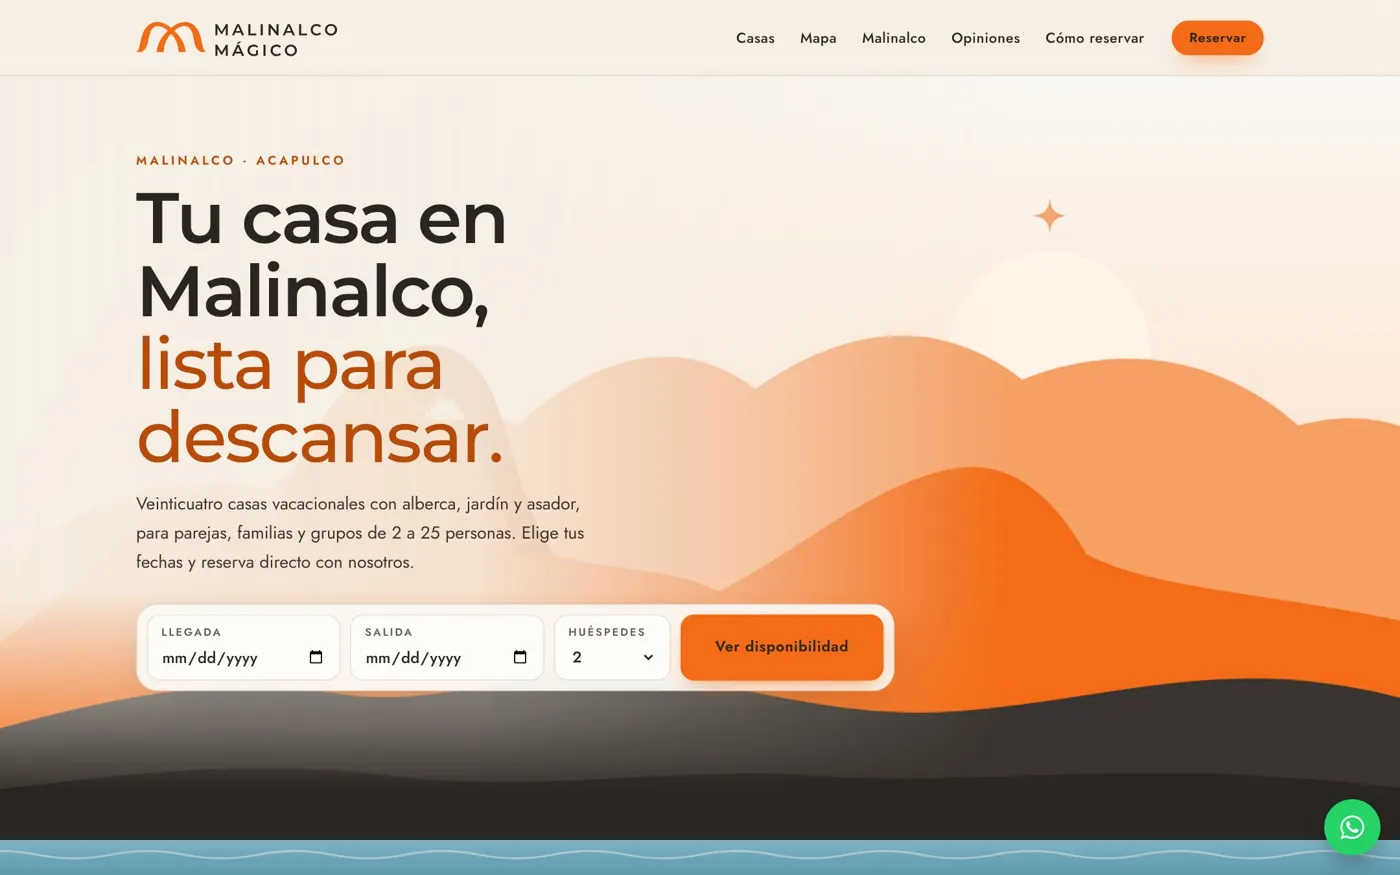 MALINALCO
MÁGICO
Casas
Mapa
Malinalco
Opiniones
Cómo reservar
Reservar
MALINALCO · ACAPULCO
Tu casa en
Malinalco,
lista para
descansar.
Veinticuatro casas vacacionales con alberca, jardín y asador,
para parejas, familias y grupos de 2 a 25 personas. Elige tus
fechas y reserva directo con nosotros.
LLEGADA
mm/dd/yyyy
SALIDA
mm/dd/yyyy
HUÉSPEDES
2
Ver disponibilidad